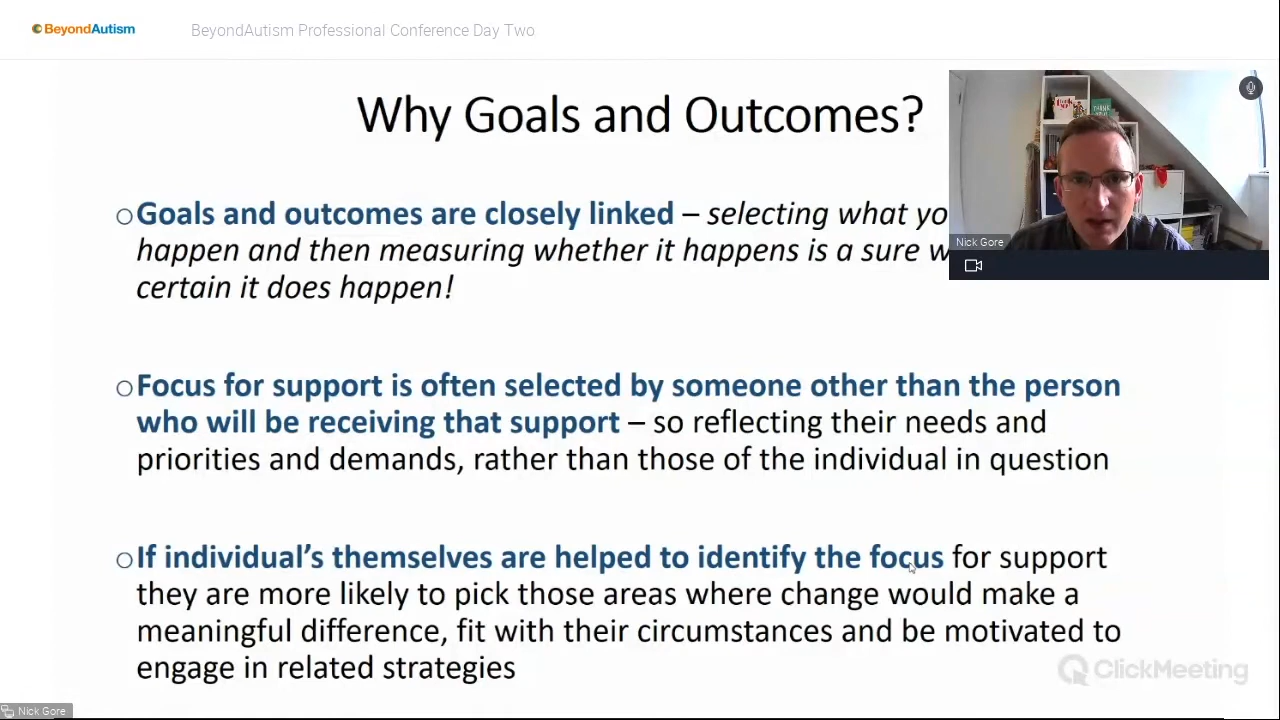 BeyondAutism
BeyondAutism Professional Conference Day Two
Why Goals and Outcomes?
Goals and outcomes are closely linked – selecting what yo
happen and then measuring whether it happens is a sure w
certain it does happen!
Focus for support is often selected by someone other than the person
who will be receiving that support – so reflecting their needs and
priorities and demands, rather than those of the individual in question
If individual’s themselves are helped to identify the focus for support
they are more likely to pick those areas where change would make a
meaningful difference, fit with their circumstances and be motivated to
engage in related strategies
Nick Gore
ClickMeeting
Nick Gore